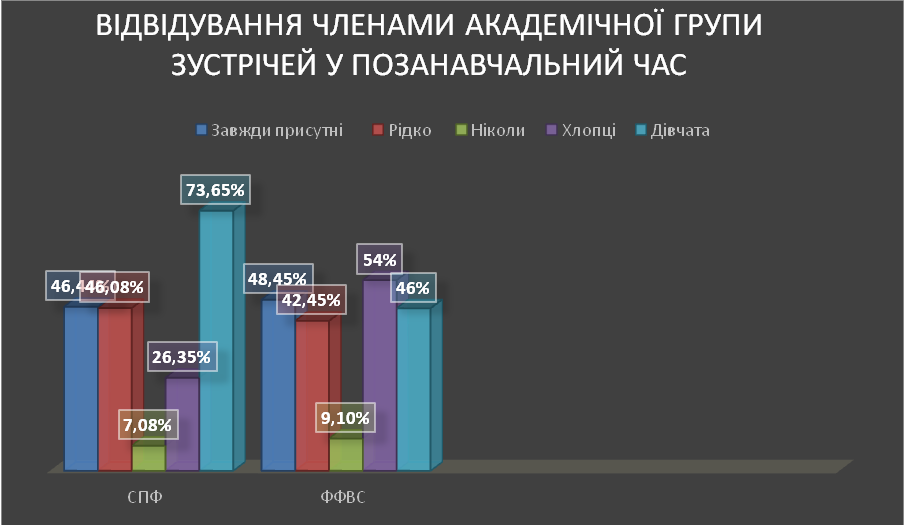 ВІДВІДУВАННЯ ЧЛЕНАМИ АКАДЕМІЧНОЇ ГРУПИ
ЗУСТРІЧЕЙ У ПОЗАНАВЧАЛЬНИЙ ЧАС
Завжди присутні Рідко Ніколи Хлопці Дівчата
73,65%
54%
48,45%
46,08%
46%
42,45%
26,35%
9,10%
7,08%
СПФ ФФВС